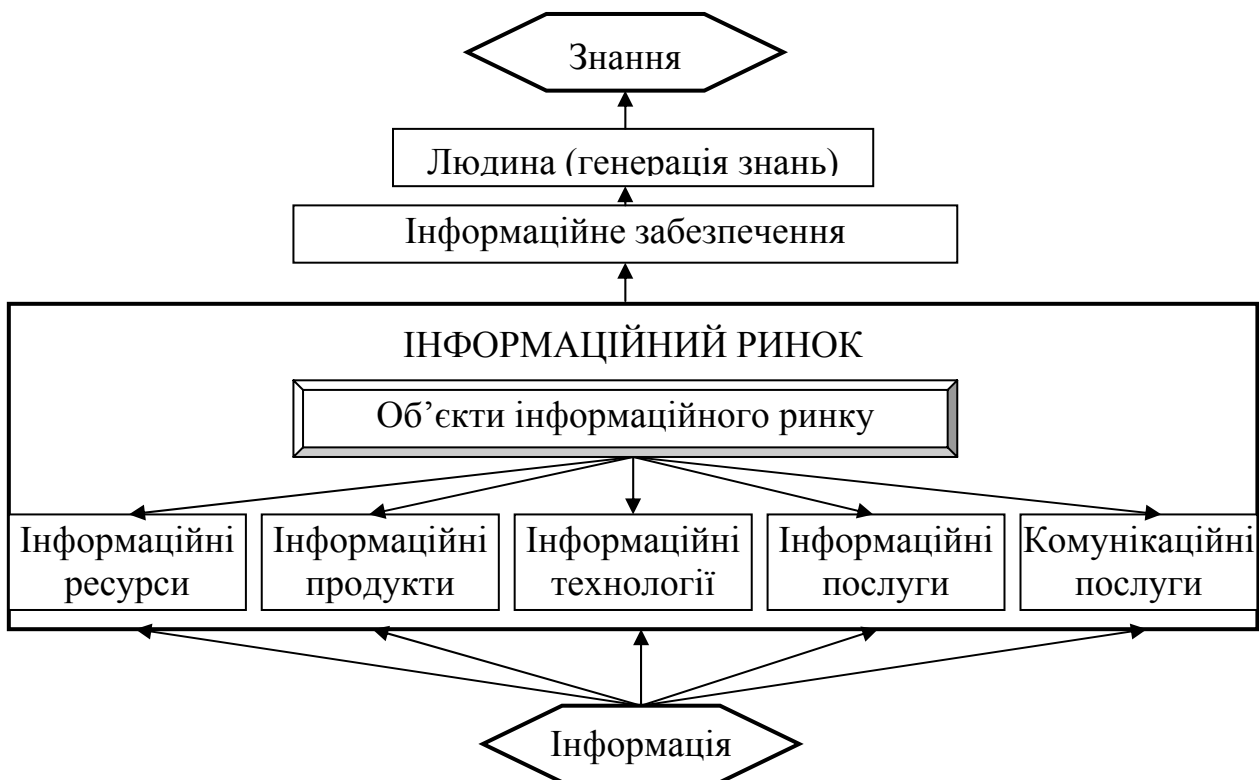 Знання
Людина (генерація знань)
Інформаційне забезпечення
ІНФОРМАЦІЙНИЙ РИНОК
Об’єкти інформаційного ринку
Інформаційні
ресурси
Інформаційні
продукти
Інформаційні
технології
Інформаційні
послуги
Комунікаційні
послуги
Інформація